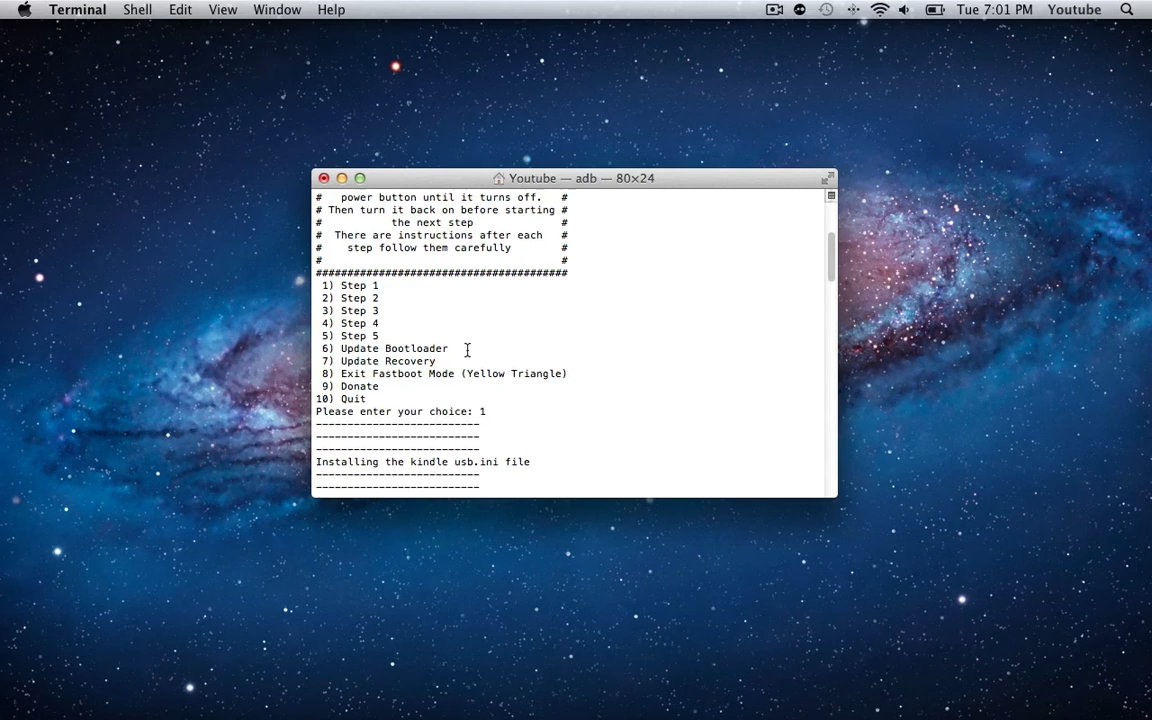 Terminal Shell Edit View Window Help Tue 7:01 PM Youtube
Youtube — adb — 80×24
#   power button until it turns off.   #
# Then turn it back on before starting #
#            the next step             #
#  There are instructions after each   #
#    step follow them carefully        #
#                                      #
########################################
1) Step 1
2) Step 2
3) Step 3
4) Step 4
5) Step 5
6) Update Bootloader
7) Update Recovery
8) Exit Fastboot Mode (Yellow Triangle)
9) Donate
10) Quit
Please enter your choice: 1
--------------------------
--------------------------
--------------------------
Installing the kindle usb.ini file
--------------------------
--------------------------